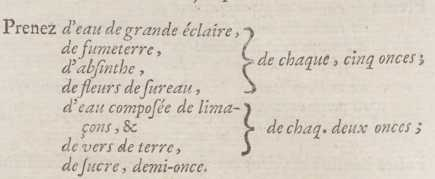 Prenez d'eau de grande éclaire,
de fumeterre,
d'abſinthe,
de fleurs de ſureau,
de chaque, cinq onces;
d'eau compoſée de lima-
çons, &
de vers de terre,
de chaq. deux onces;
de ſucre, demi-once.